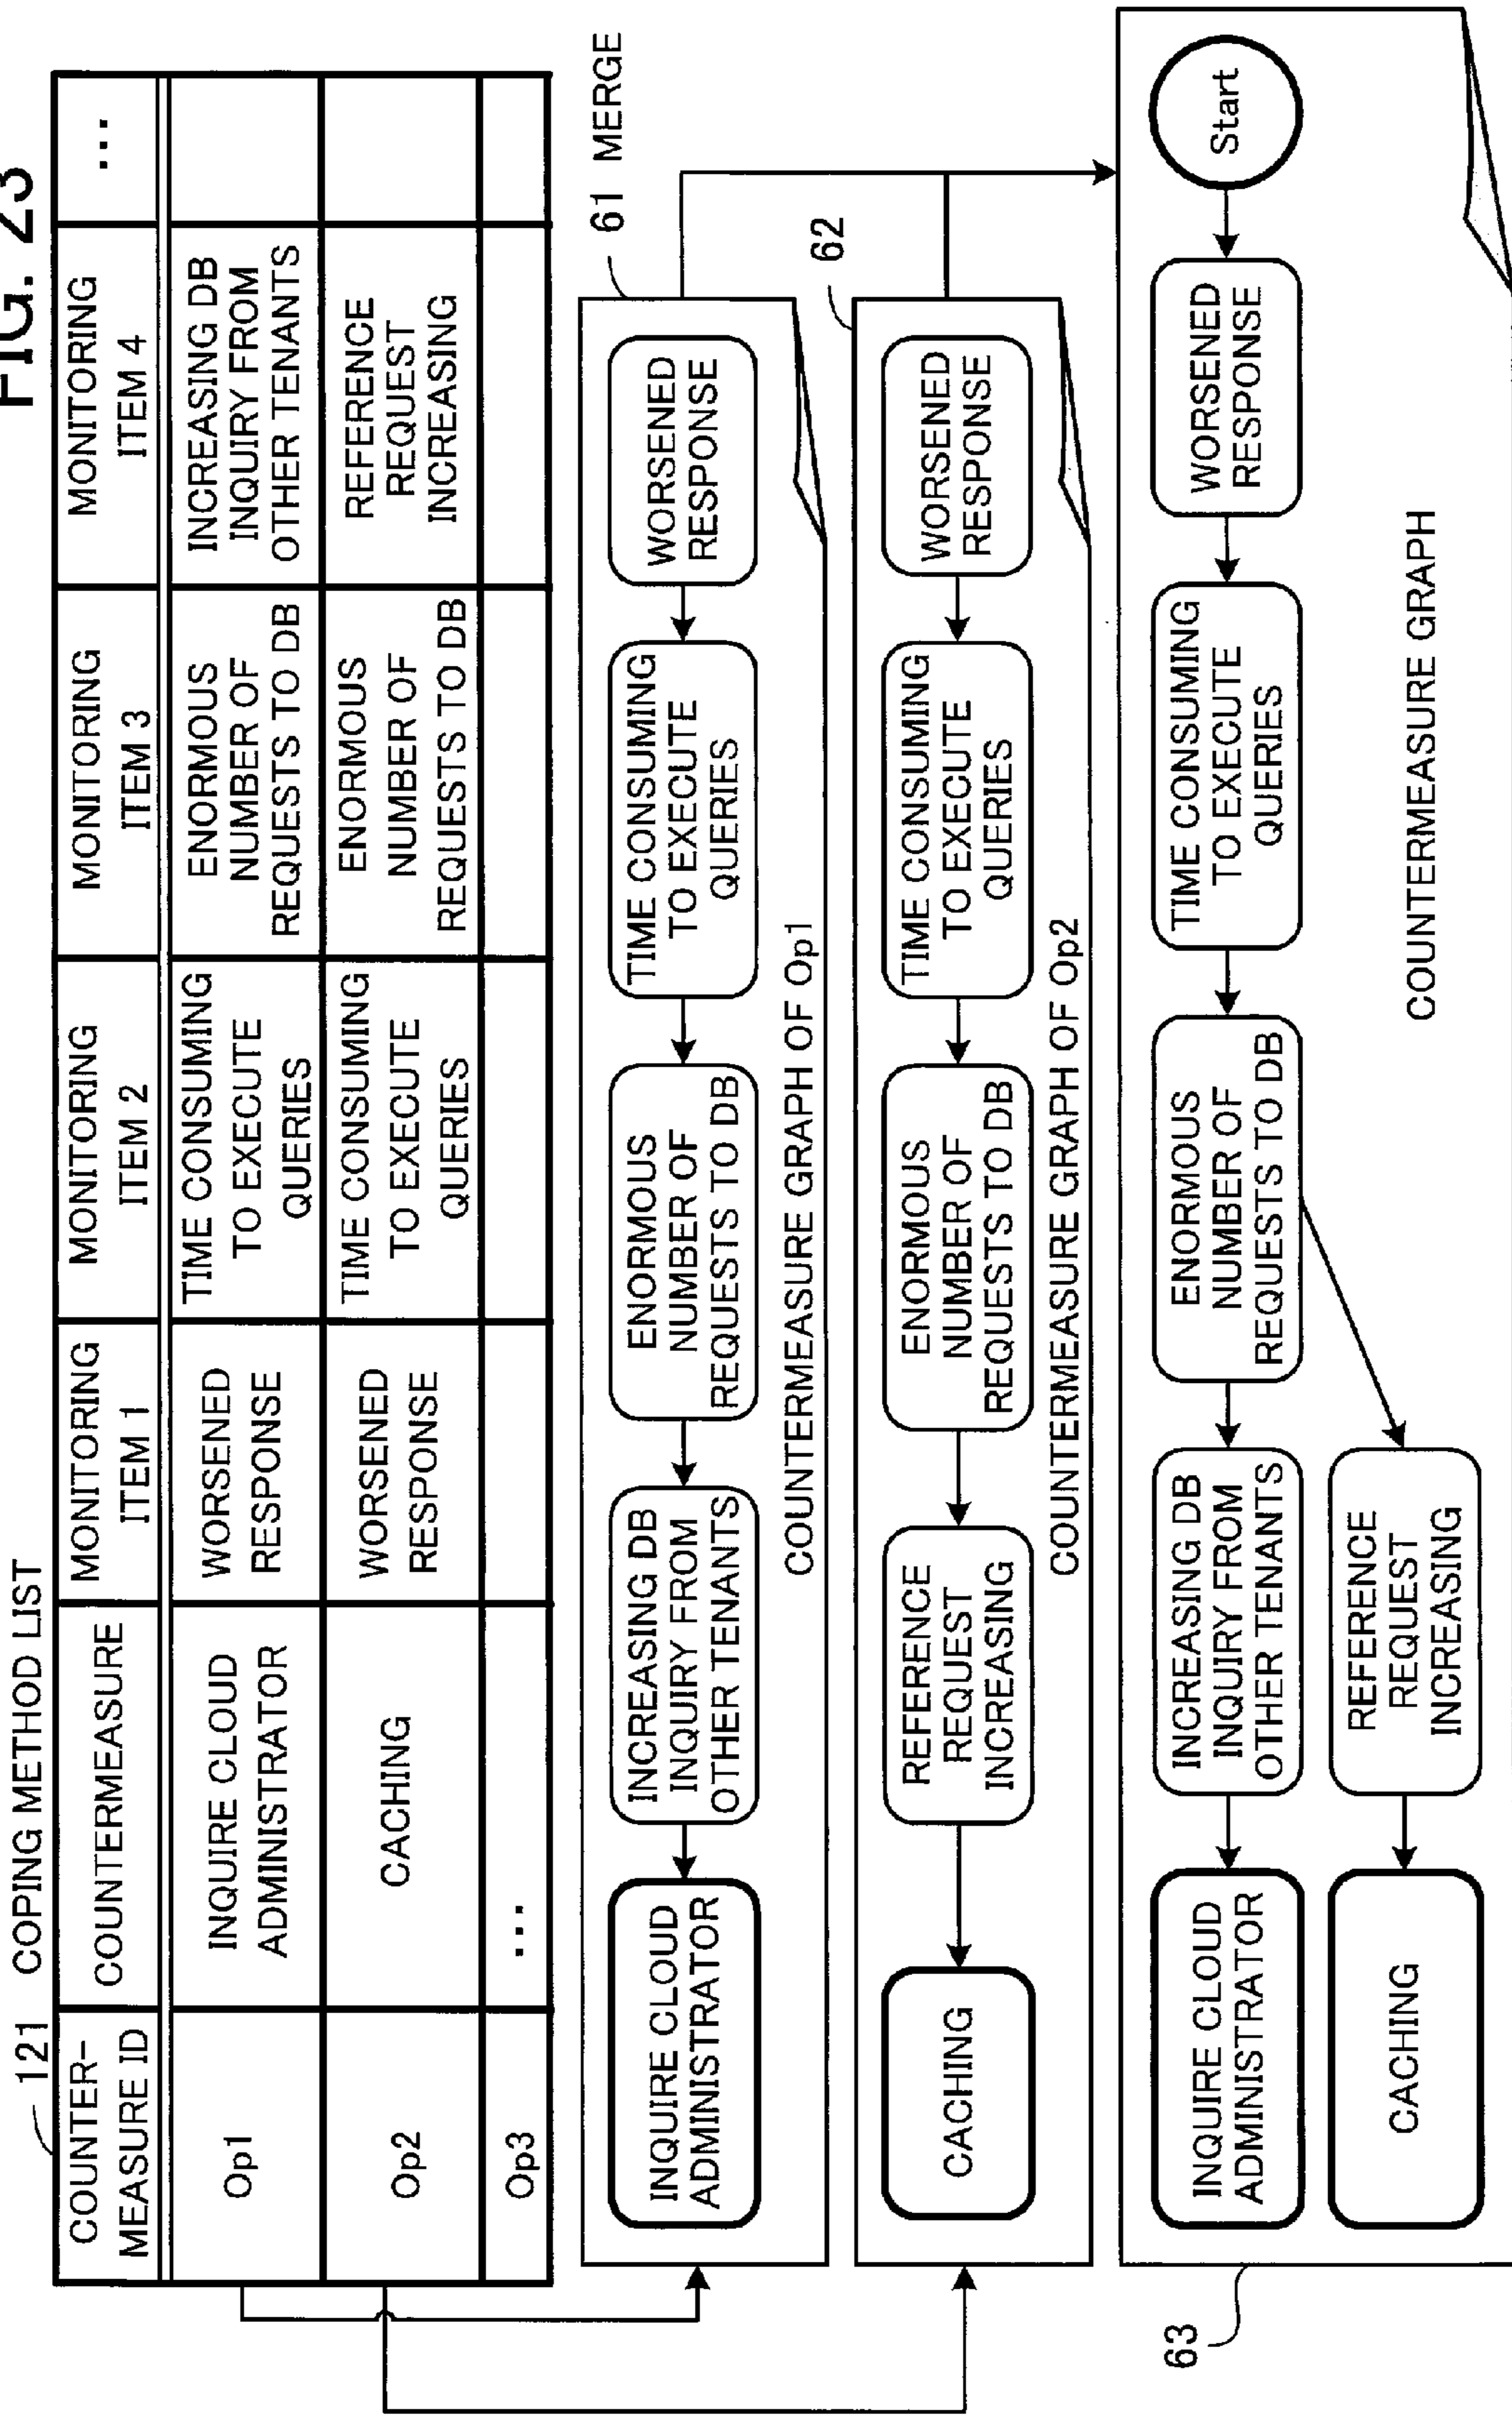 FIG. 23
121 COPING METHOD LIST
COUNTER-
MEASURE ID
COUNTERMEASURE
MONITORING
ITEM 1
MONITORING
ITEM 2
MONITORING
ITEM 3
MONITORING
ITEM 4
...
Op1
INQUIRE CLOUD
ADMINISTRATOR
WORSENED
RESPONSE
TIME CONSUMING
TO EXECUTE
QUERIES
ENORMOUS
NUMBER OF
REQUESTS TO DB
INCREASING DB
INQUIRY FROM
OTHER TENANTS
Op2
CACHING
WORSENED
RESPONSE
TIME CONSUMING
TO EXECUTE
QUERIES
ENORMOUS
NUMBER OF
REQUESTS TO DB
REFERENCE
REQUEST
INCREASING
Op3
...
61 MERGE
INQUIRE CLOUD
ADMINISTRATOR
INCREASING DB
INQUIRY FROM
OTHER TENANTS
ENORMOUS
NUMBER OF
REQUESTS TO DB
TIME CONSUMING
TO EXECUTE
QUERIES
WORSENED
RESPONSE
COUNTERMEASURE GRAPH OF Op1
62
CACHING
REFERENCE
REQUEST
INCREASING
ENORMOUS
NUMBER OF
REQUESTS TO DB
TIME CONSUMING
TO EXECUTE
QUERIES
WORSENED
RESPONSE
COUNTERMEASURE GRAPH OF Op2
63
INQUIRE CLOUD
ADMINISTRATOR
INCREASING DB
INQUIRY FROM
OTHER TENANTS
ENORMOUS
NUMBER OF
REQUESTS TO DB
TIME CONSUMING
TO EXECUTE
QUERIES
WORSENED
RESPONSE
Start
CACHING
REFERENCE
REQUEST
INCREASING
COUNTERMEASURE GRAPH